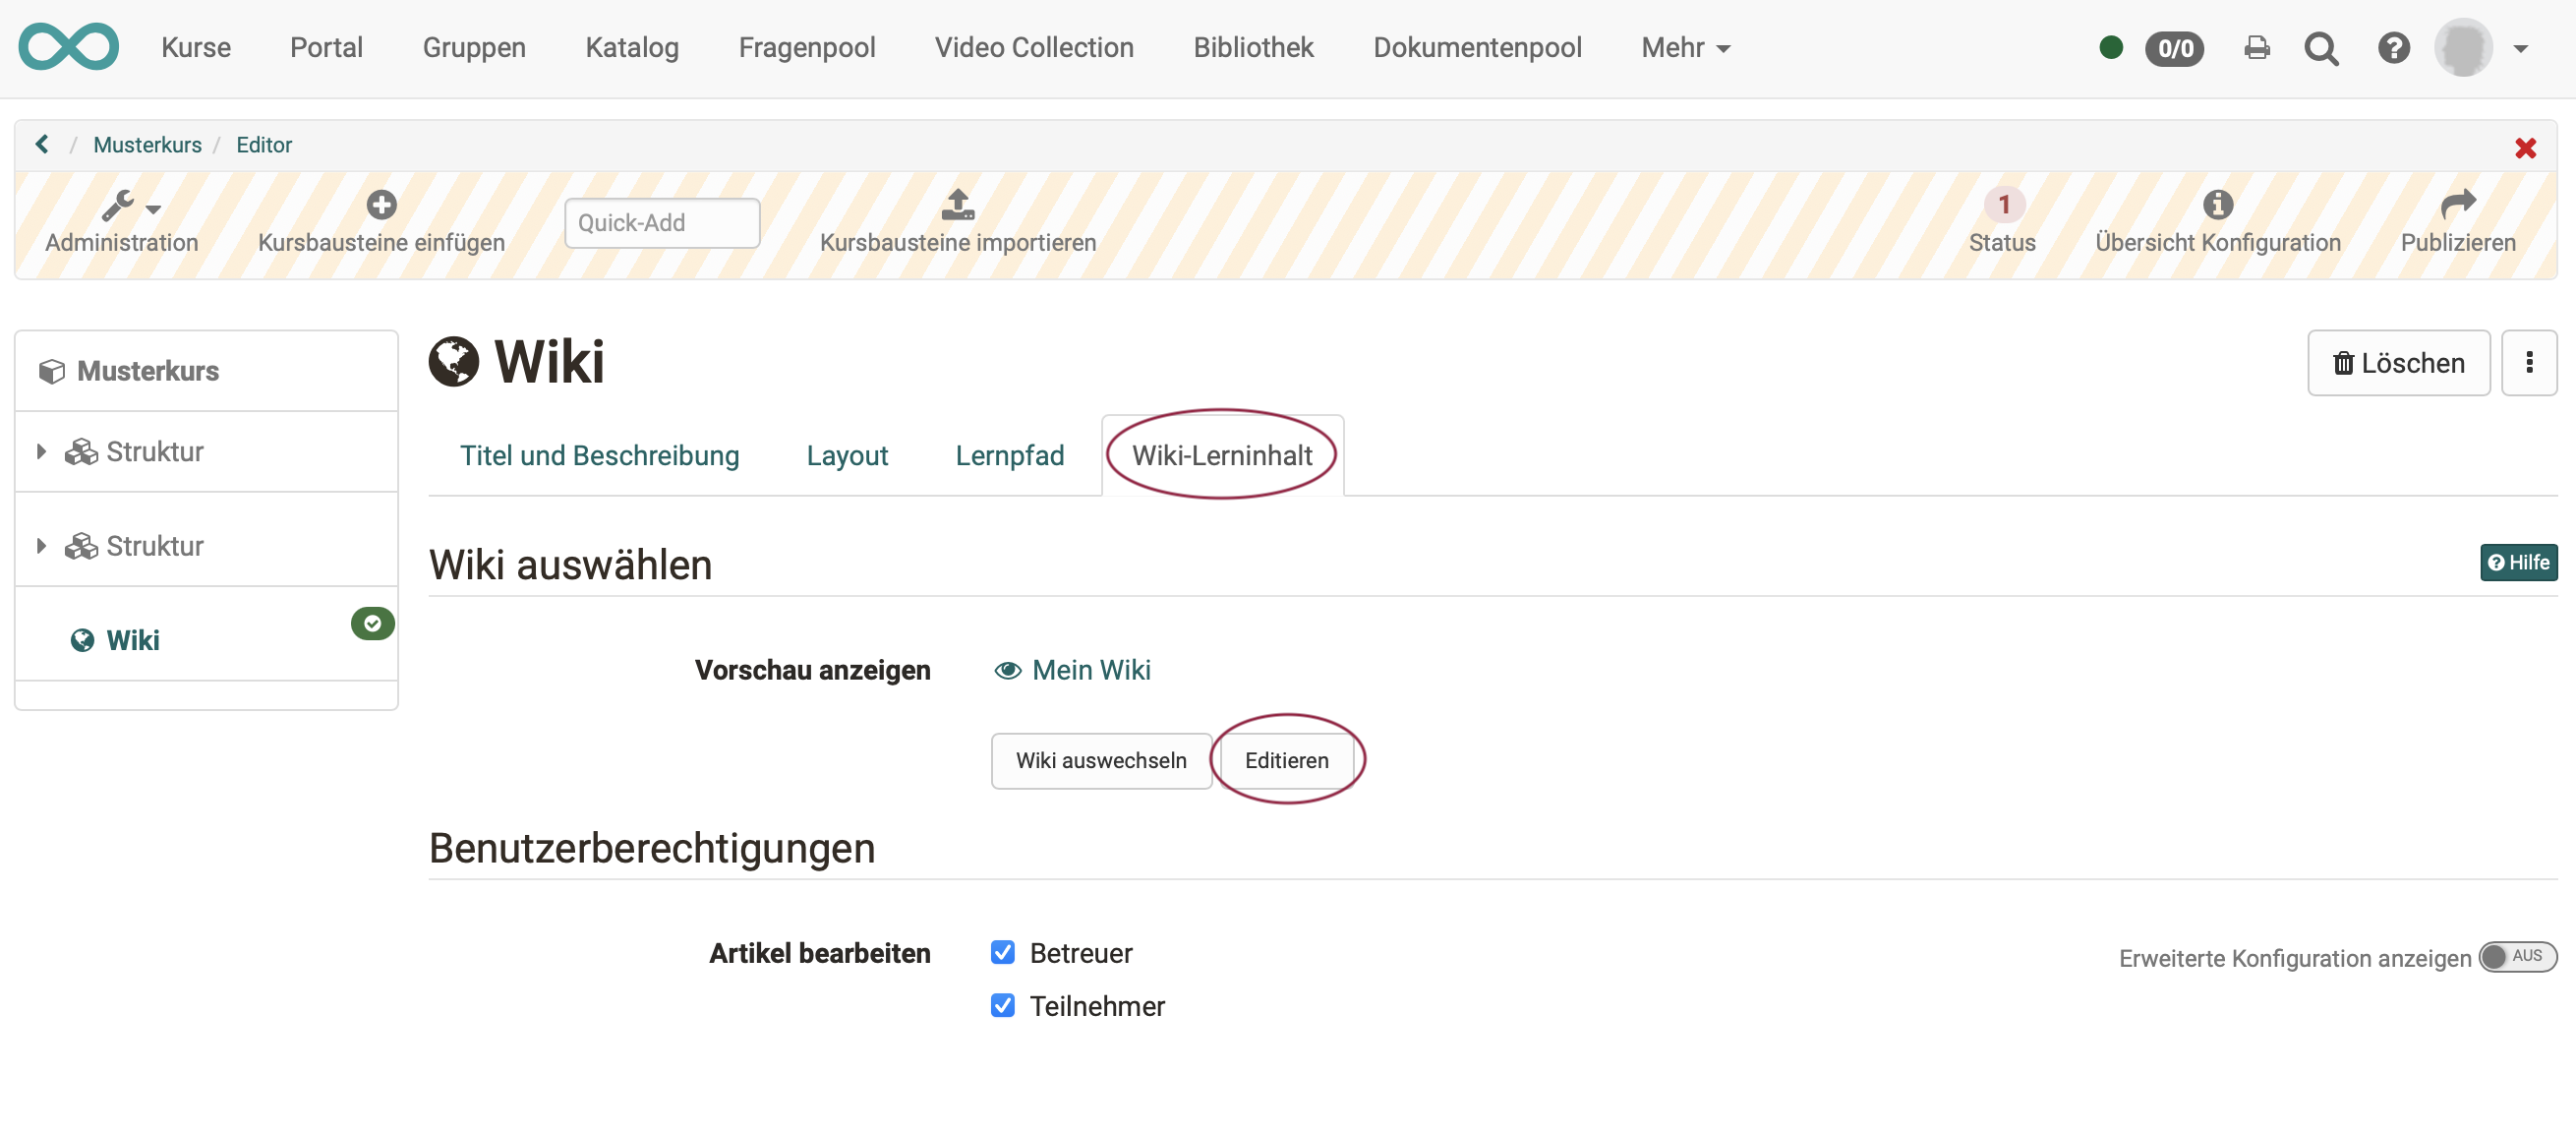 Kurse Portal Gruppen Katalog Fragenpool Video Collection Bibliothek Dokumentenpool Mehr 0/0
/ Musterkurs / Editor
Administration Kursbausteine einfügen Quick-Add Kursbausteine importieren 1 Status Übersicht Konfiguration Publizieren
Musterkurs
Struktur
Struktur
Wiki
Wiki
Löschen
Titel und Beschreibung Layout Lernpfad Wiki-Lerninhalt
Wiki auswählen
Hilfe
Vorschau anzeigen Mein Wiki
Wiki auswechseln Editieren
Benutzerberechtigungen
Artikel bearbeiten Betreuer
Erweiterte Konfiguration anzeigen AUS
Teilnehmer